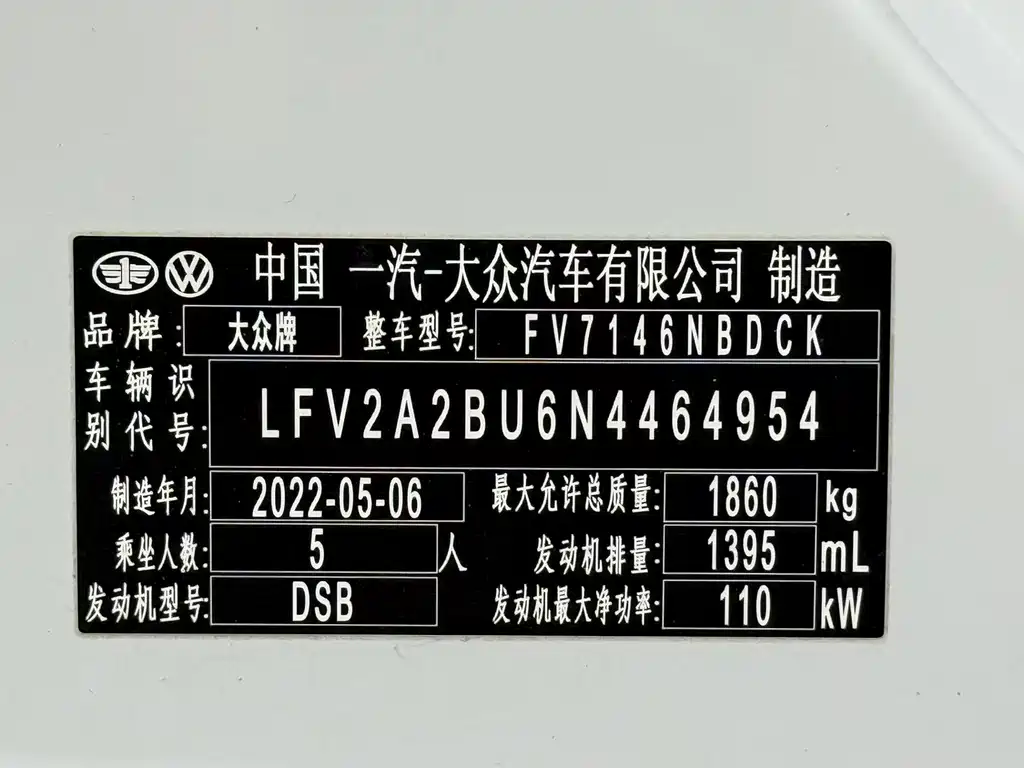 中国 一汽-大众汽车有限公司 制造
品牌: 大众牌 整车型号: FV7146NBDCK
车辆识
别代号: LFV2A2BU6N4464954
制造年月: 2022-05-06 最大允许总质量: 1860 kg
乘坐人数: 5 人 发动机排量: 1395 mL
发动机型号: DSB 发动机最大净功率: 110 kW